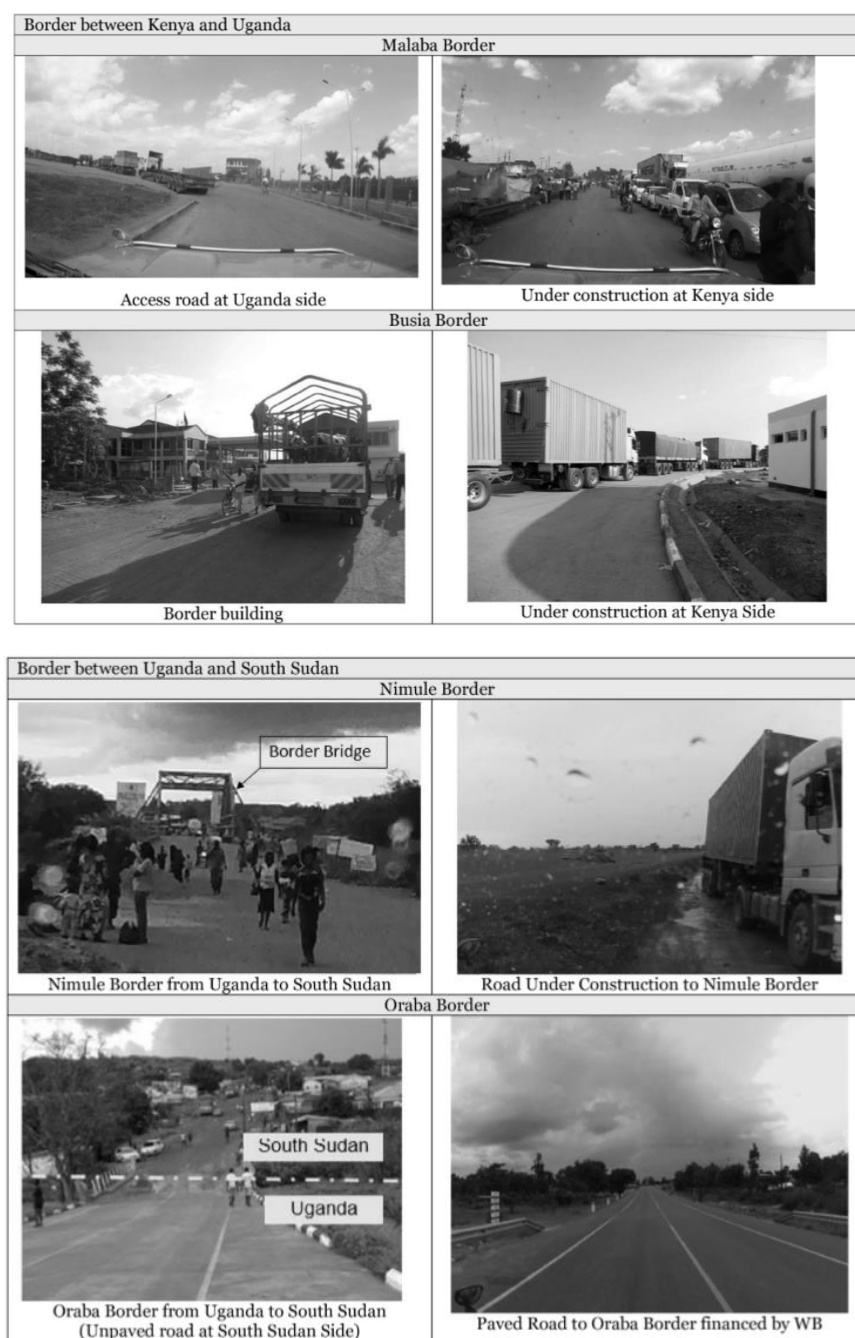 Border between Kenya and Uganda
Malaba Border
Access road at Uganda side
Under construction at Kenya side
Busia Border
Border building
Under construction at Kenya Side
Border between Uganda and South Sudan
Nimule Border
Border Bridge
Nimule Border from Uganda to South Sudan
Road Under Construction to Nimule Border
Oraba Border
South Sudan
Uganda
Oraba Border from Uganda to South Sudan
(Unpaved road at South Sudan Side)
Paved Road to Oraba Border financed by WB